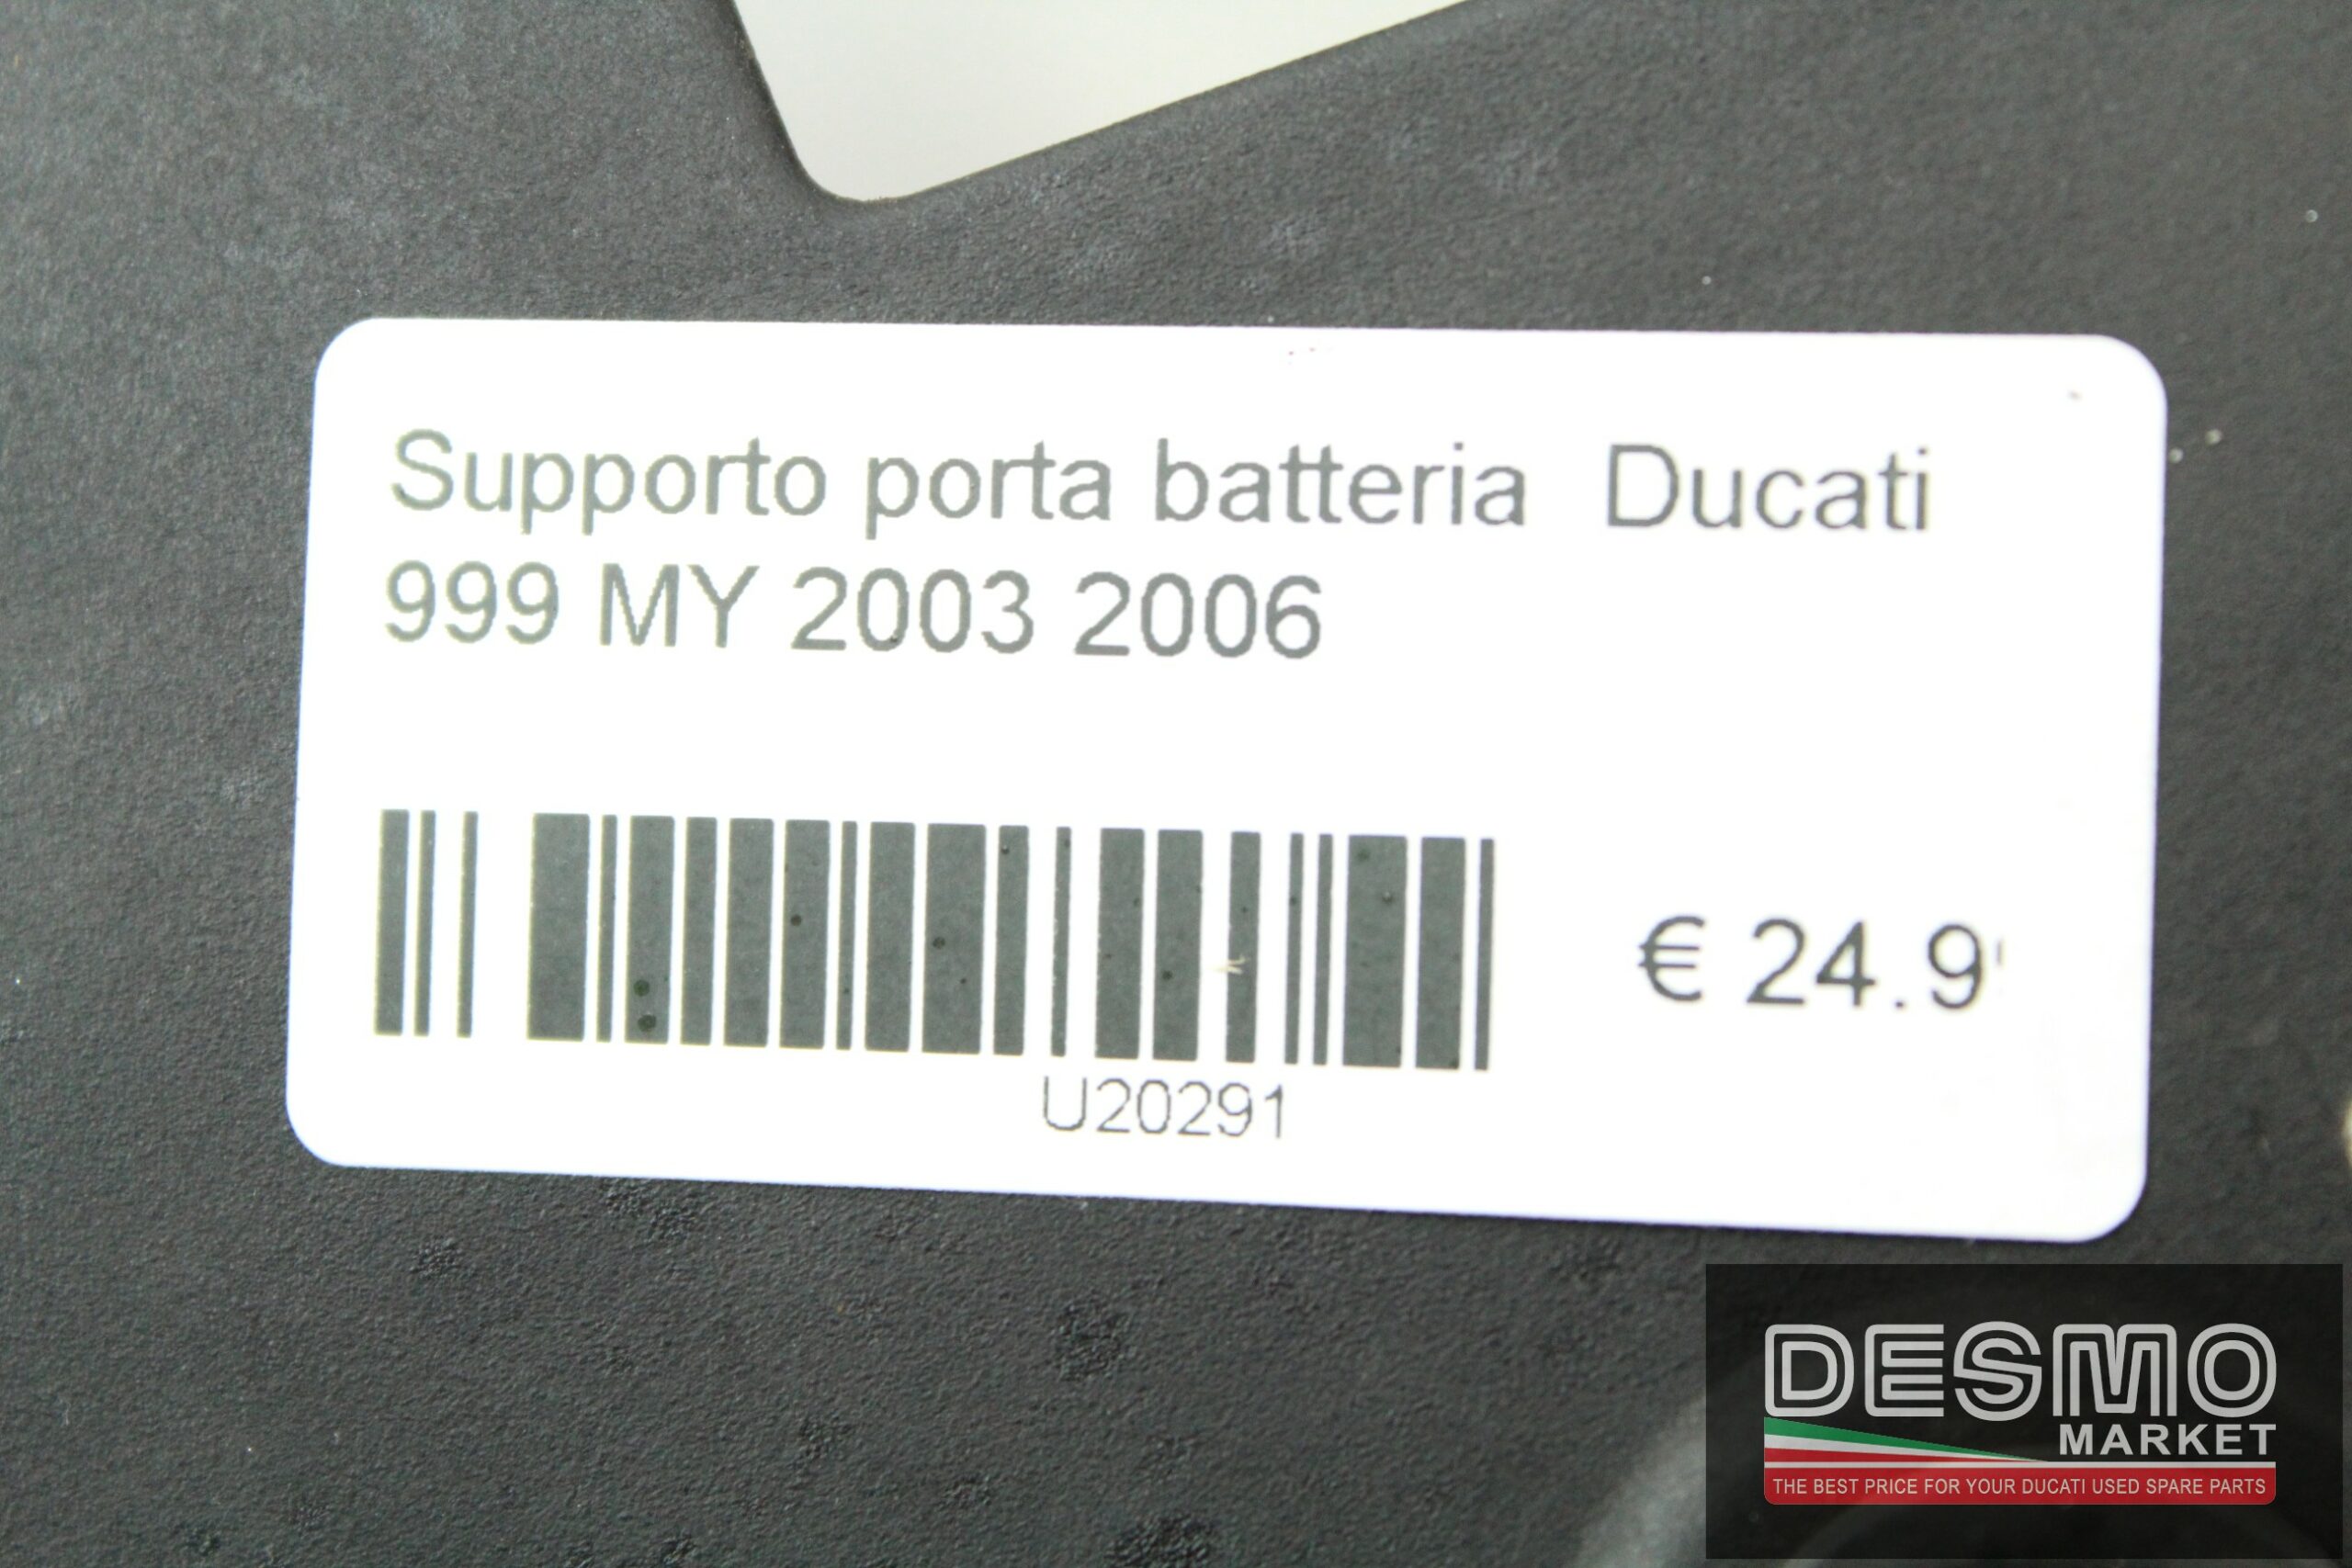 Supporto porta batteria Ducati
999 MY 2003 2006
€ 24.9
U20291
DESMO
MARKET
THE BEST PRICE FOR YOUR DUCATI USED SPARE PARTS